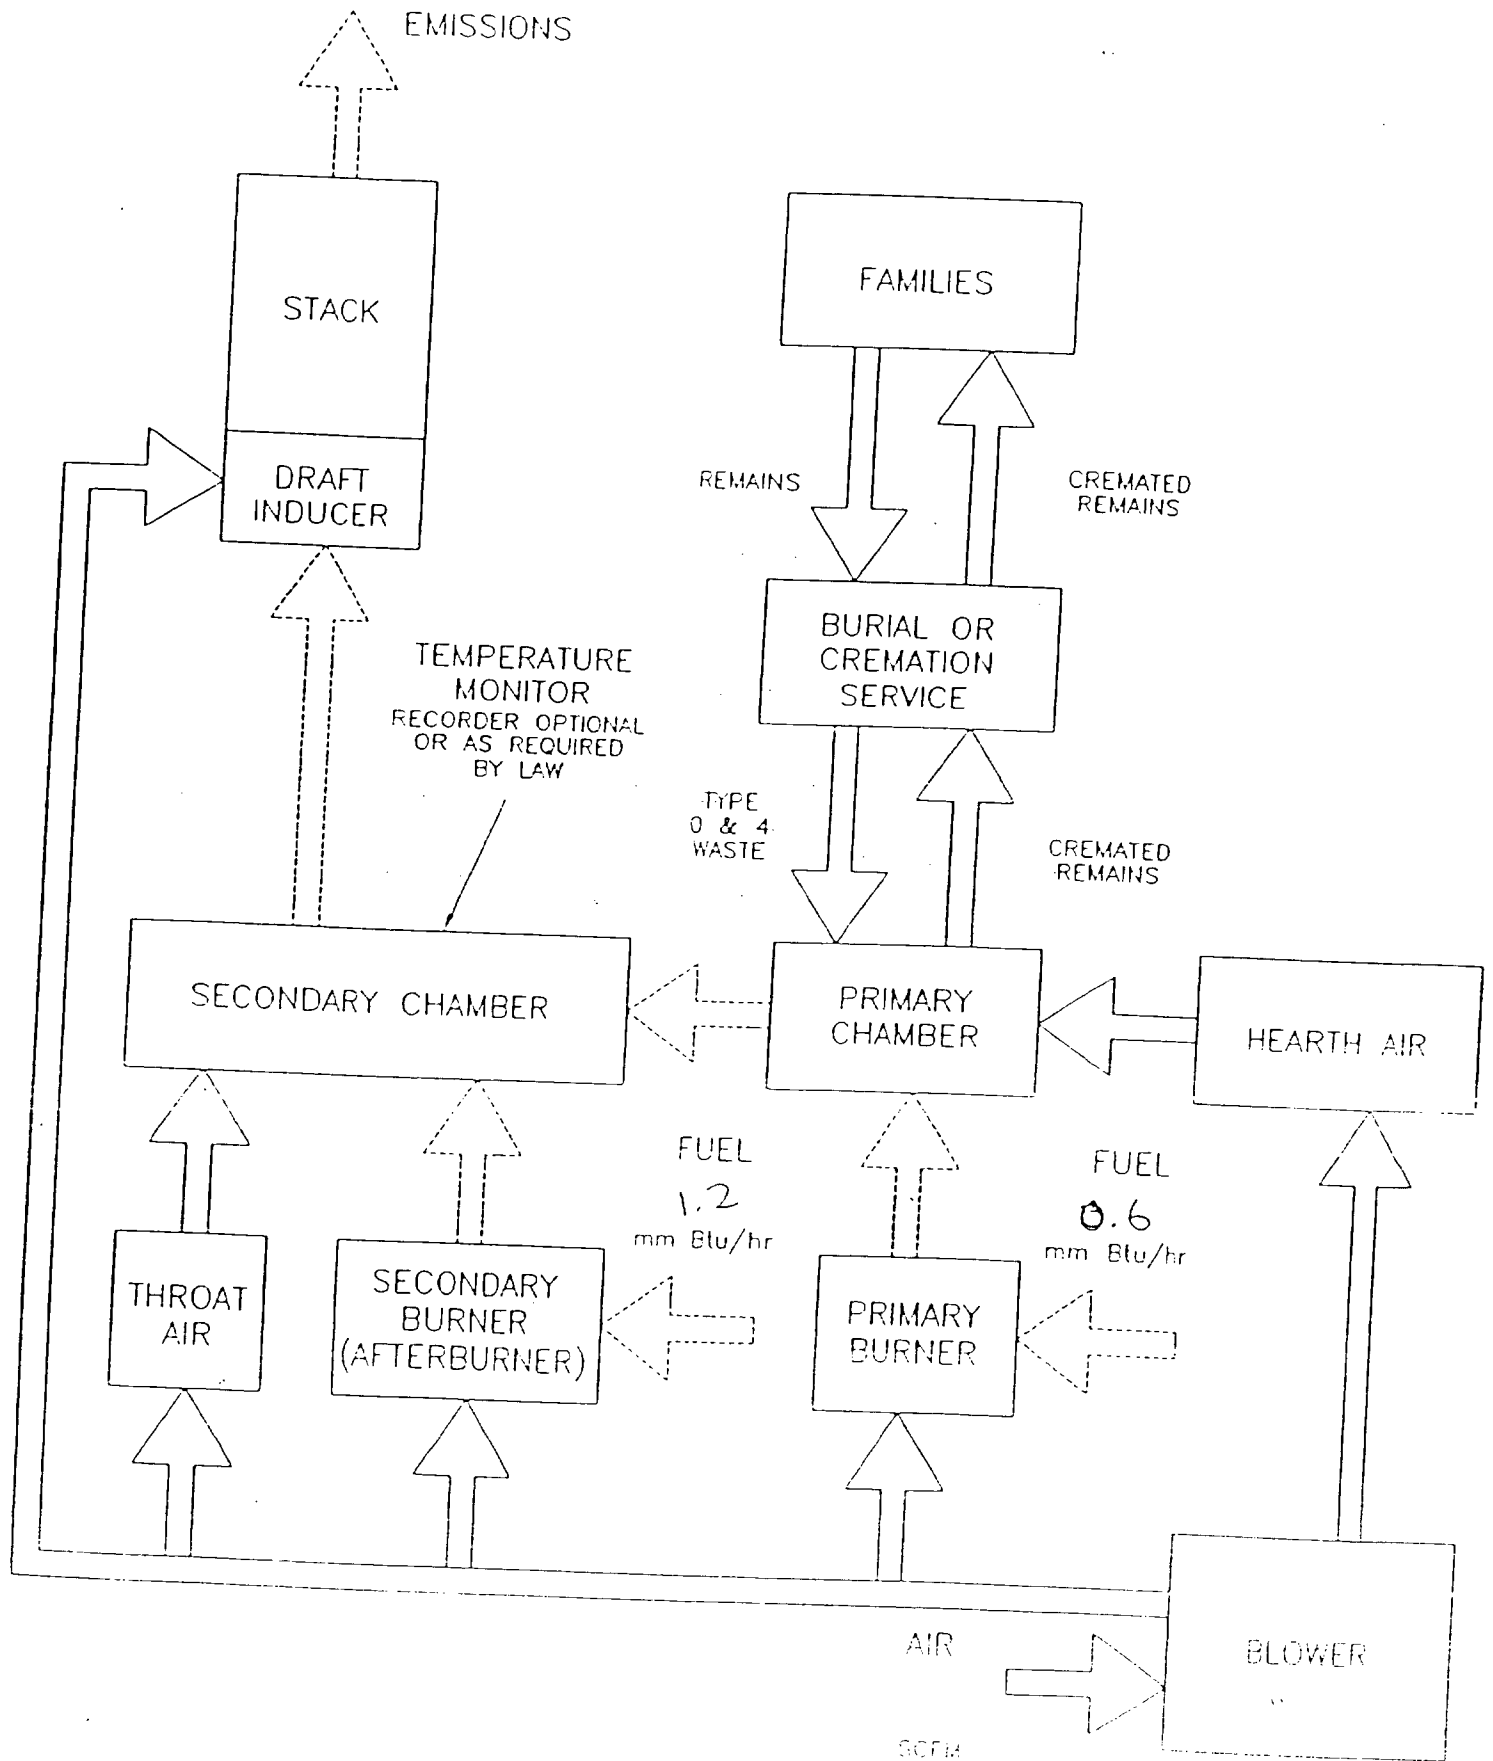 EMISSIONS
STACK
FAMILIES
DRAFT
INDUCER
REMAINS
CREMATED
REMAINS
BURIAL OR
CREMATION
SERVICE
TEMPERATURE
MONITOR
RECORDER OPTIONAL
OR AS REQUIRED
BY LAW
TYPE
0 & 4
WASTE
CREMATED
REMAINS
SECONDARY CHAMBER
PRIMARY
CHAMBER
HEARTH AIR
FUEL
1.2
mm Btu/hr
FUEL
0.6
mm Btu/hr
THROAT
AIR
SECONDARY
BURNER
(AFTERBURNER)
PRIMARY
BURNER
AIR
BLOWER
SCFM